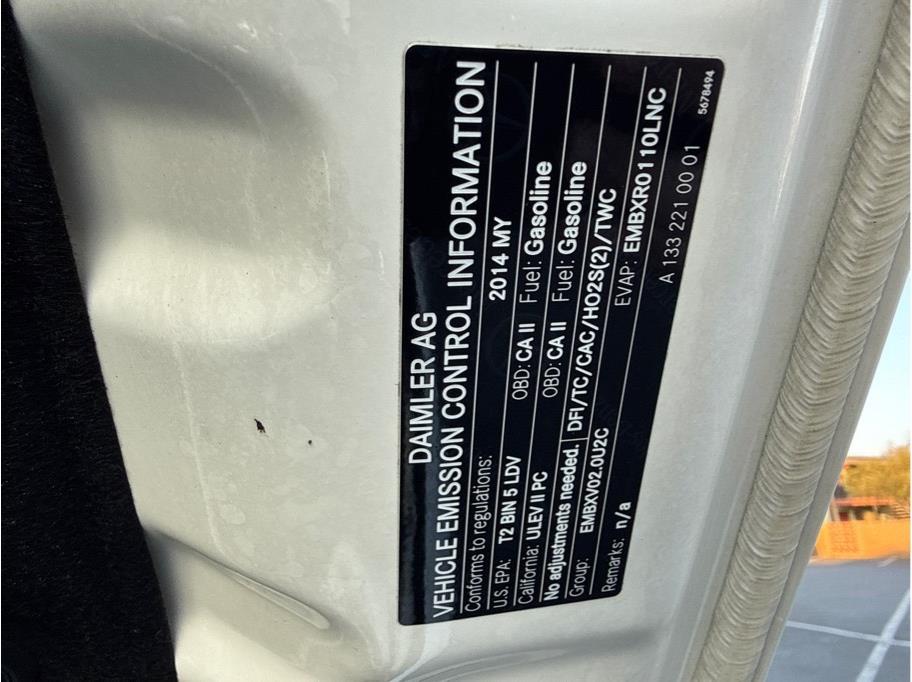 DAIMLER AG
VEHICLE EMISSION CONTROL INFORMATION
Conforms to regulations: 2014 MY
U.S. EPA: T2 BIN 5 LDV OBD: CA II Fuel: Gasoline
California: ULEV II PC OBD: CA II Fuel: Gasoline
No adjustments needed. DFI/TC/CAC/HO2S(2)/TWC
Group: EMBXV02.0U2C EVAP: EMBXR0110LNC
Remarks: n/a A 133 221 00 01
5678494